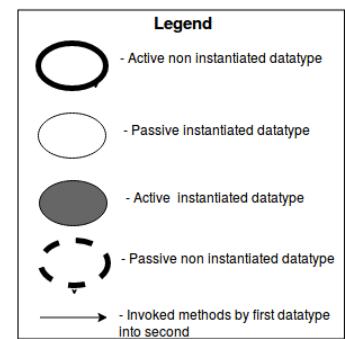 Legend
- Active non instantiated datatype
- Passive instantiated datatype
- Active instantiated datatype
- Passive non instantiated datatype
- Invoked methods by first datatype
into second